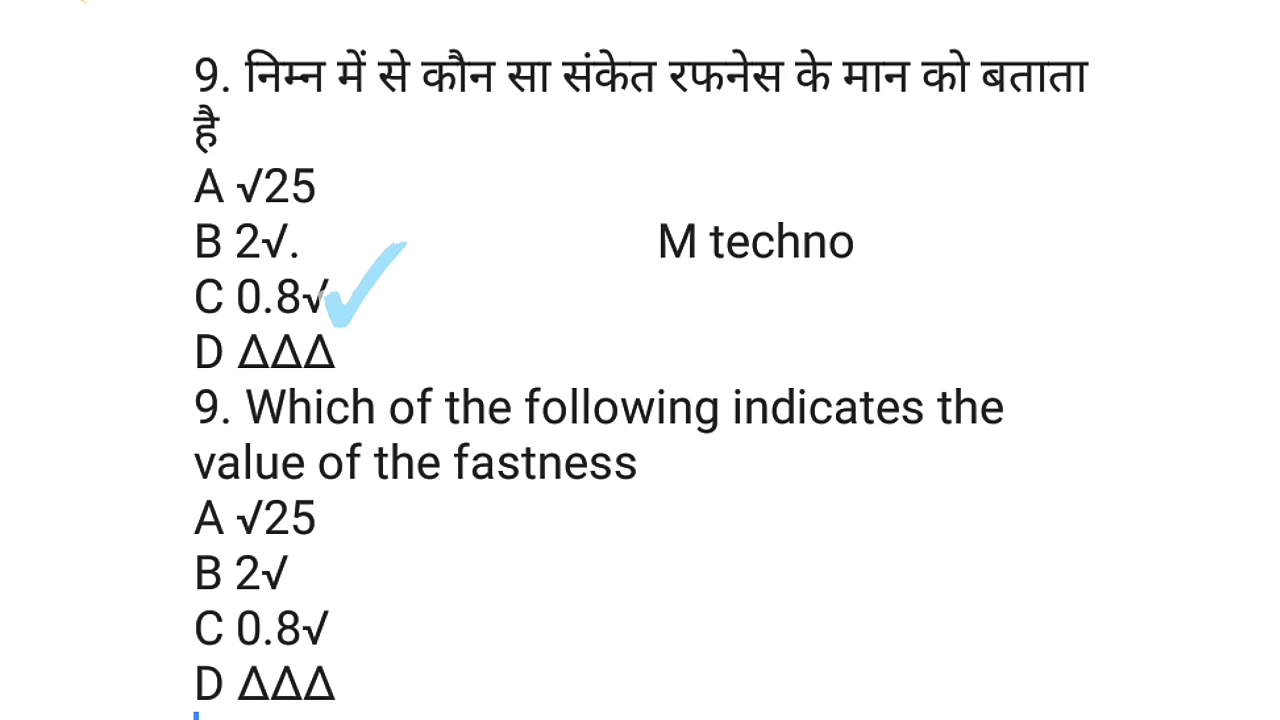 9. निम्न में से कौन सा संकेत रफनेस के मान को बताता
है
A √25
B 2√. M techno
C 0.8√
D ΔΔΔ
9. Which of the following indicates the
value of the fastness
A √25
B 2√
C 0.8√
D ΔΔΔ